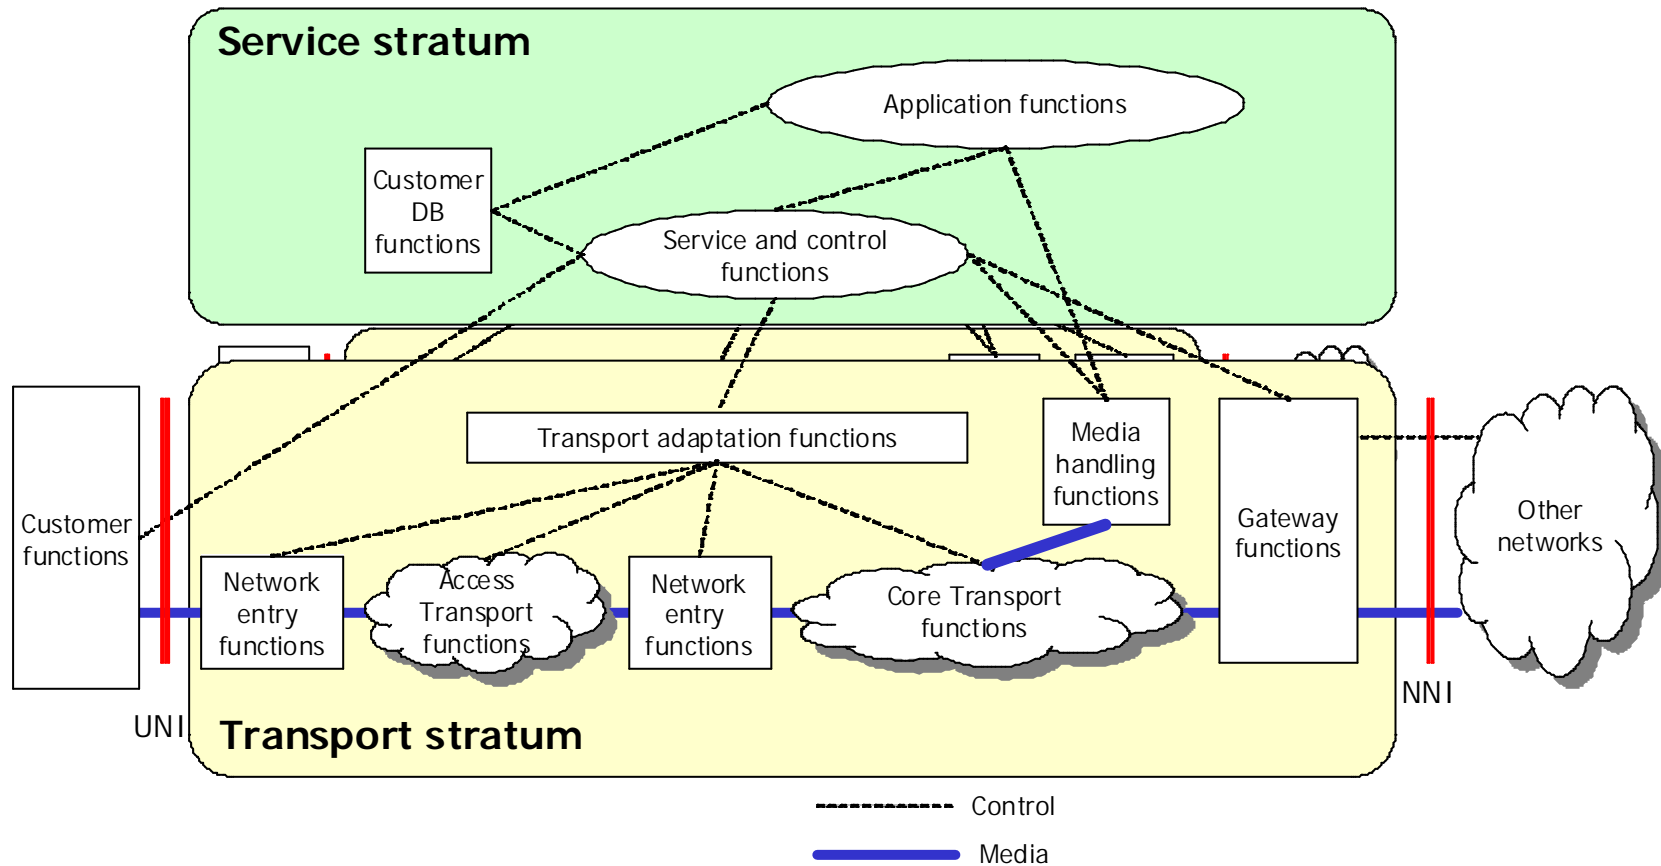 Service stratum
Application functions
Customer
DB
functions
Service and control
functions
Transport adaptation functions
Media
handling
functions
Customer
functions
Gateway
functions
Other
networks
Network
entry
functions
Access
Transport
functions
Network
entry
functions
Core Transport
functions
UNI
NNI
Transport stratum
Control
Media